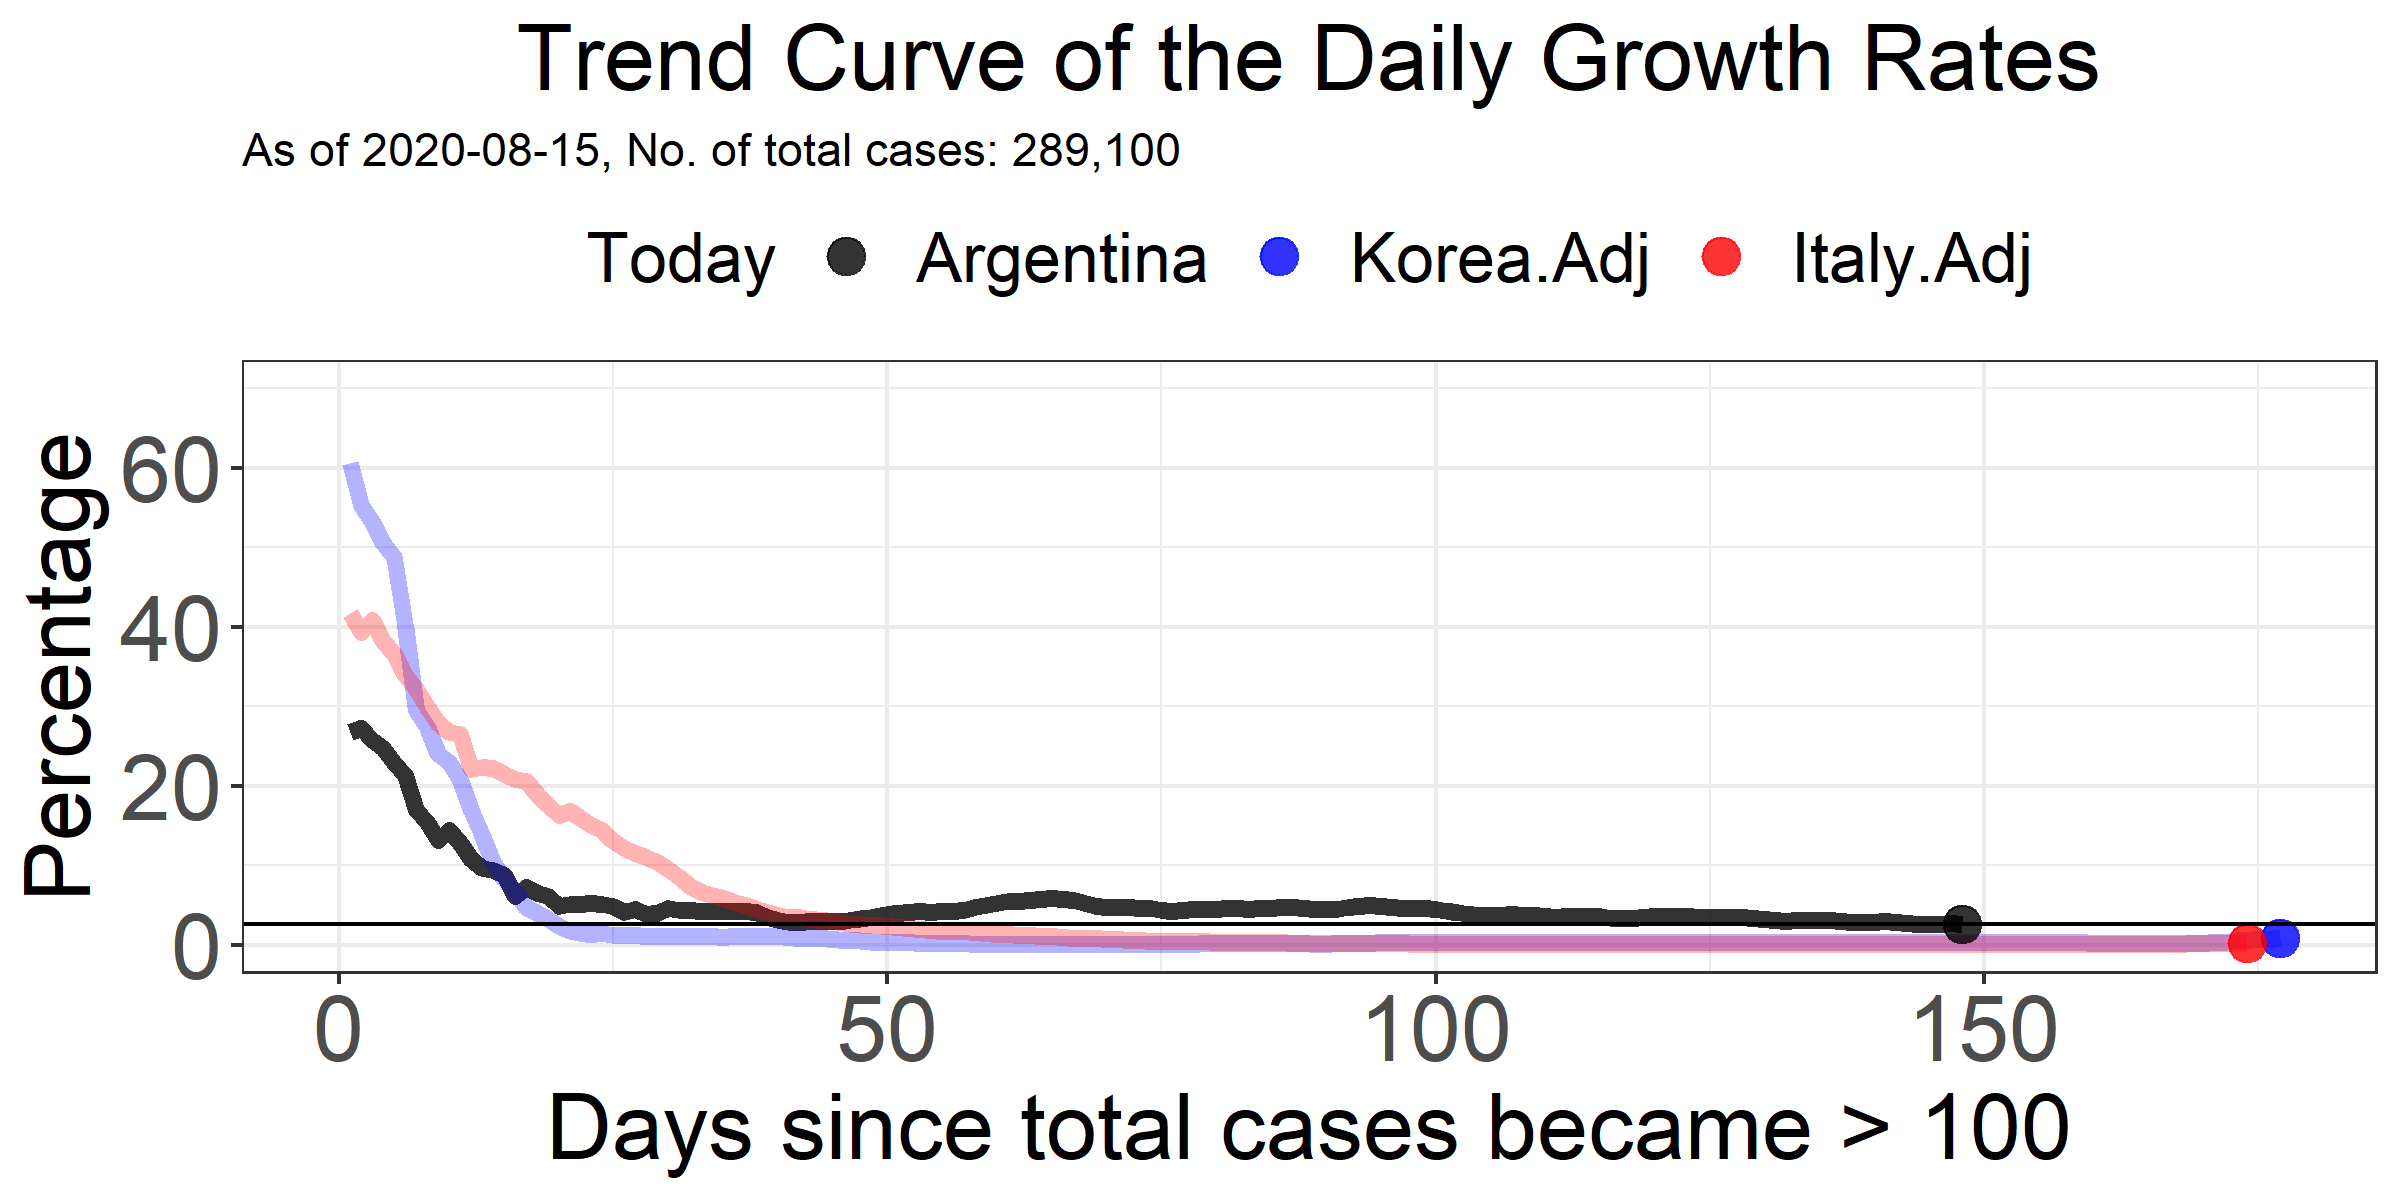 Trend Curve of the Daily Growth Rates
As of 2020-08-15, No. of total cases: 289,100
Today Argentina Korea.Adj Italy.Adj
Percentage
60
40
20
0
0 50 100 150
Days since total cases became > 100